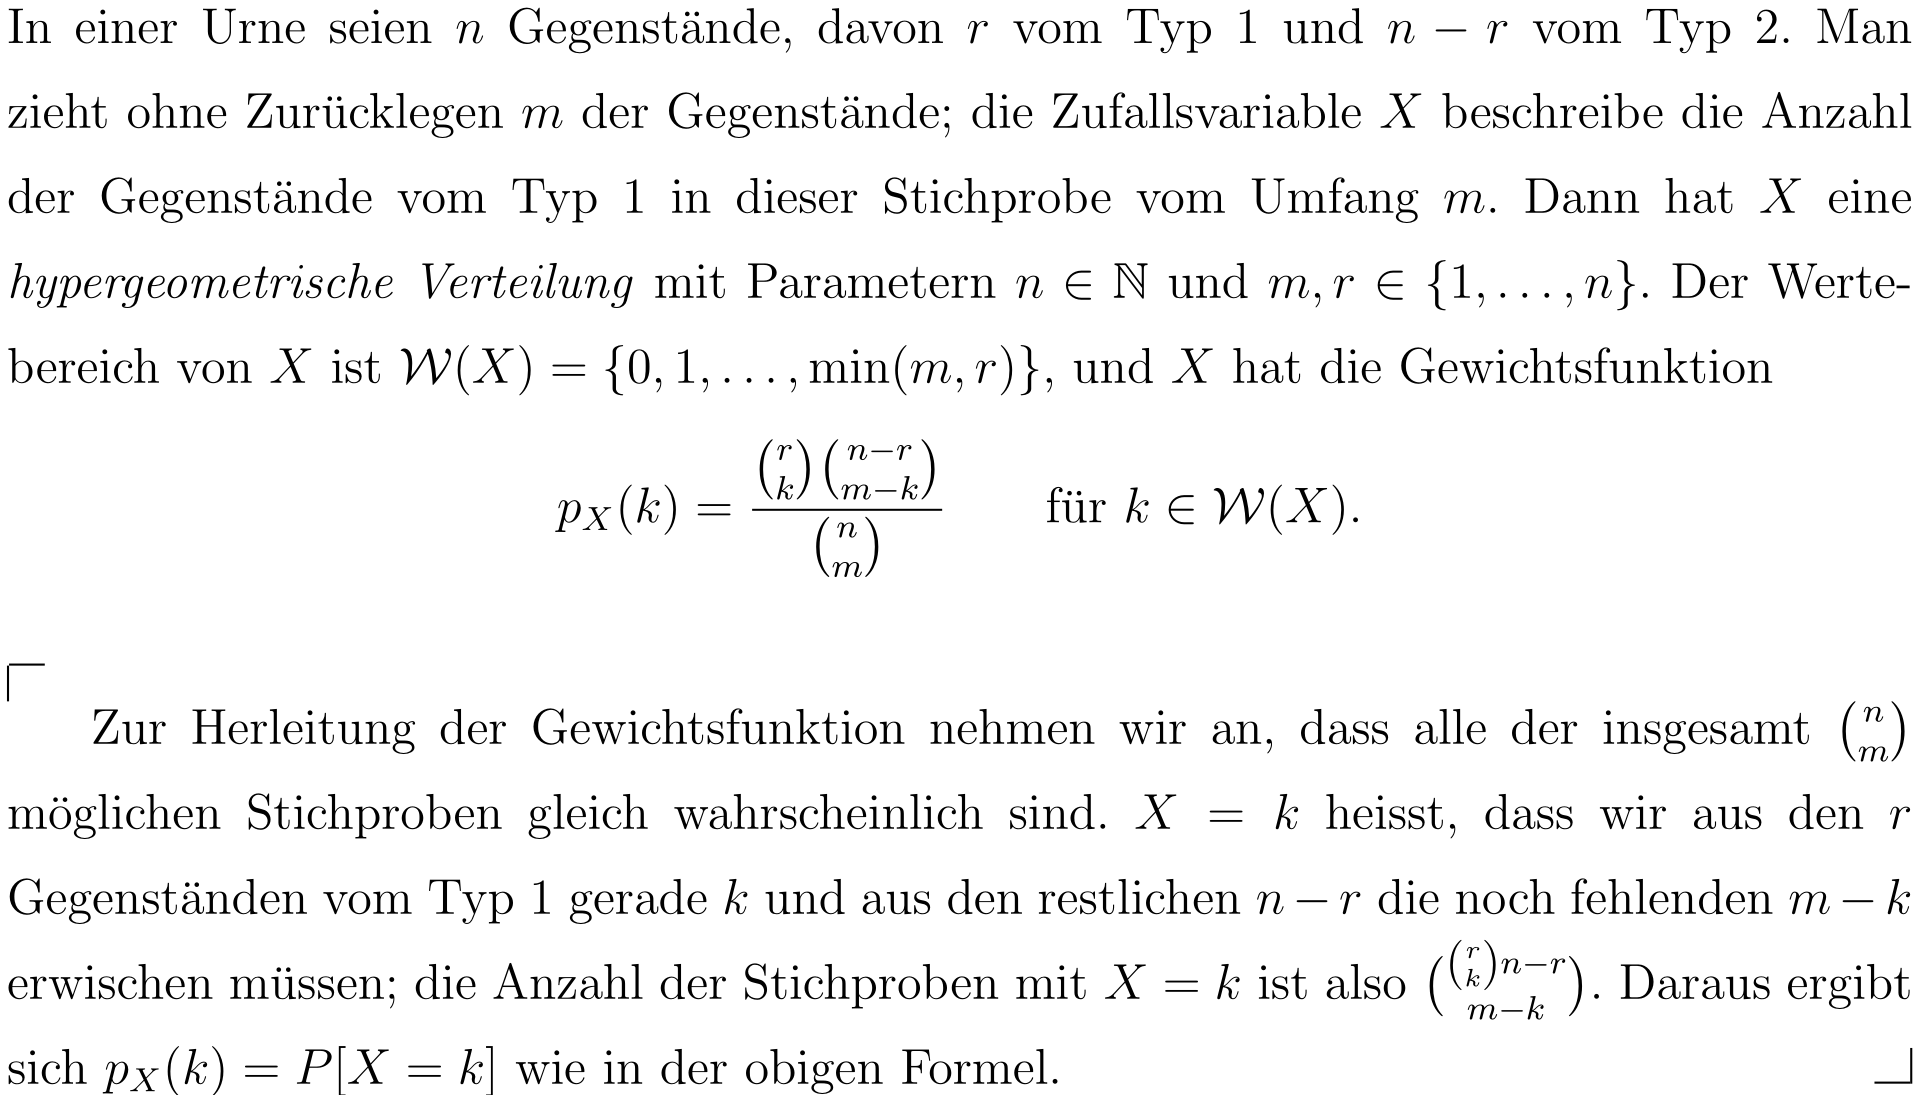 In einer Urne seien $n$ Gegenstände, davon $r$ vom Typ 1 und $n - r$ vom Typ 2. Man
zieht ohne Zurücklegen $m$ der Gegenstände; die Zufallsvariable $X$ beschreibe die Anzahl
der Gegenstände vom Typ 1 in dieser Stichprobe vom Umfang $m$. Dann hat $X$ eine
hypergeometrische Verteilung mit Parametern $n \in \mathbb{N}$ und $m, r \in \{1, \ldots, n\}$. Der Werte-
bereich von $X$ ist $\mathcal{W}(X) = \{0, 1, \ldots, \min(m, r)\}$, und $X$ hat die Gewichtsfunktion
$p_X(k) = \frac{\binom{r}{k}\binom{n-r}{m-k}}{\binom{n}{m}}$ für $k \in \mathcal{W}(X)$.
Zur Herleitung der Gewichtsfunktion nehmen wir an, dass alle der insgesamt $\binom{n}{m}$
möglichen Stichproben gleich wahrscheinlich sind. $X = k$ heisst, dass wir aus den $r$
Gegenständen vom Typ 1 gerade $k$ und aus den restlichen $n - r$ die noch fehlenden $m - k$
erwischen müssen; die Anzahl der Stichproben mit $X = k$ ist also $\binom{\binom{r}{k} n-r}{m-k}$. Daraus ergibt
sich $p_X(k) = P[X = k]$ wie in der obigen Formel.